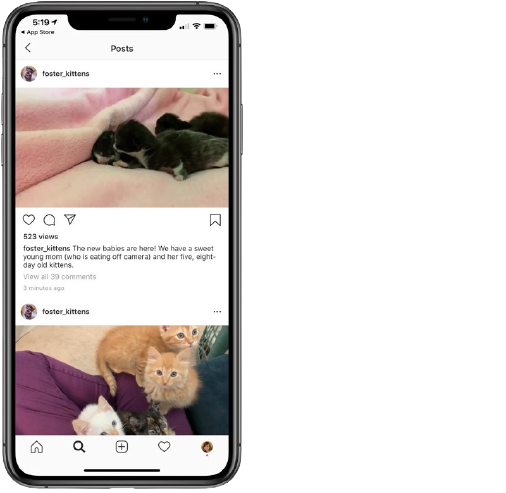 5:19
◀ App Store
Posts
foster_kittens
523 views
foster_kittens The new babies are here! We have a sweet
young mom (who is eating off camera) and her five, eight-
day old kittens.
View all 39 comments
3 minutes ago
foster_kittens